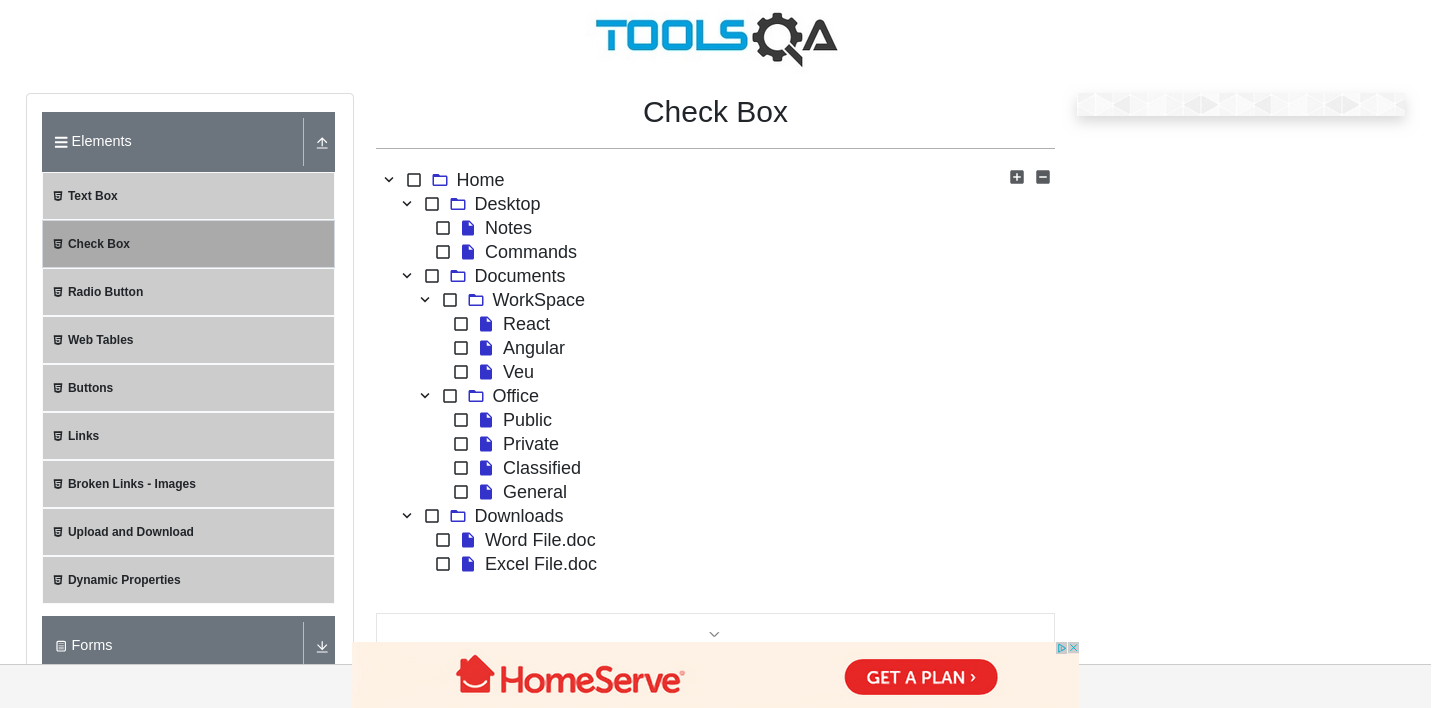 TOOLSQA
Check Box
Elements
Text Box
Check Box
Radio Button
Web Tables
Buttons
Links
Broken Links - Images
Upload and Download
Dynamic Properties
Forms
Home
Desktop
Notes
Commands
Documents
WorkSpace
React
Angular
Veu
Office
Public
Private
Classified
General
Downloads
Word File.doc
Excel File.doc
HomeServe®
GET A PLAN ›